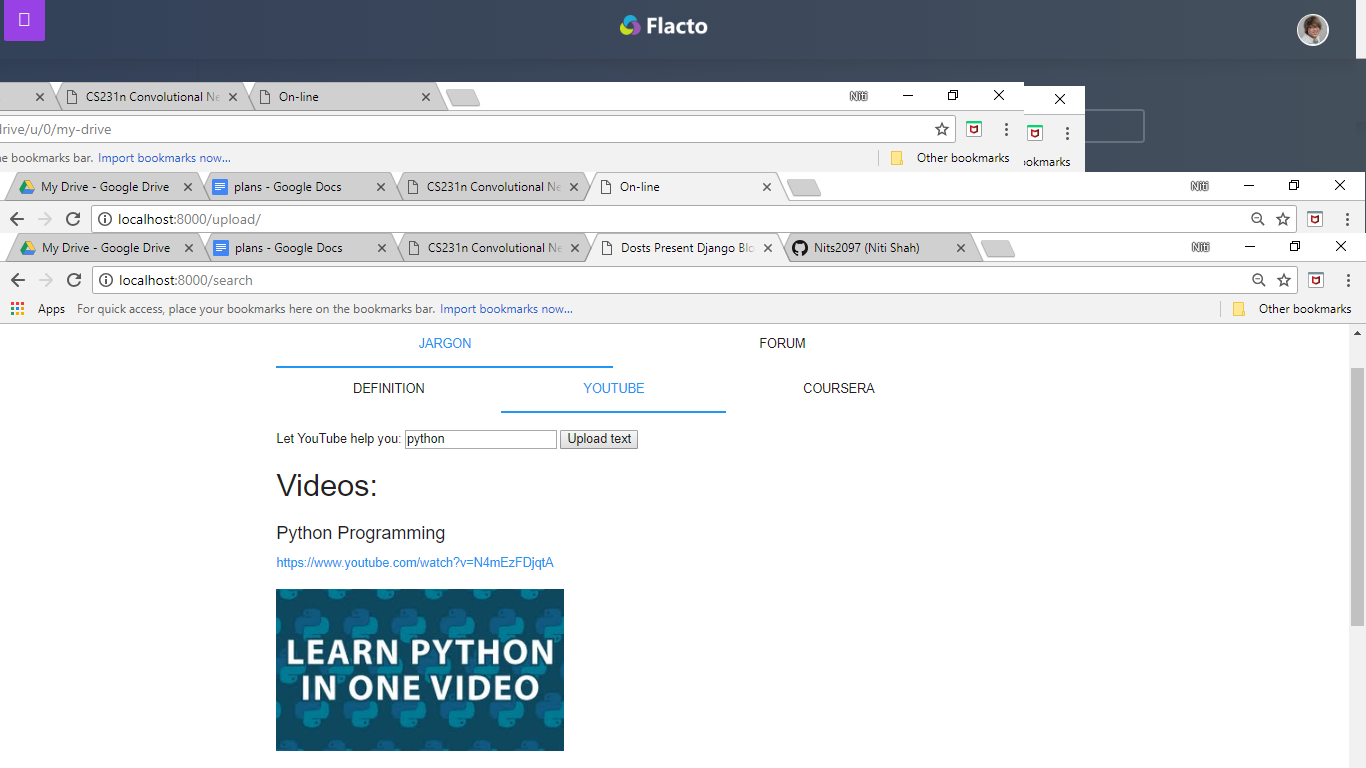 Flacto
CS231n Convolutional Ne
On-line
Niti
drive/u/0/my-drive
he bookmarks bar. Import bookmarks now...
Other bookmarks
ookmarks
My Drive - Google Drive
plans - Google Docs
CS231n Convolutional Ne
On-line
Niti
localhost:8000/upload/
My Drive - Google Drive
plans - Google Docs
CS231n Convolutional Ne
Dosts Present Django Blo
Nits2097 (Niti Shah)
Niti
localhost:8000/search
Apps
For quick access, place your bookmarks here on the bookmarks bar. Import bookmarks now...
Other bookmarks
JARGON
FORUM
DEFINITION
YOUTUBE
COURSERA
Let YouTube help you: python Upload text
Videos:
Python Programming
https://www.youtube.com/watch?v=N4mEzFDjqtA
LEARN PYTHON
IN ONE VIDEO